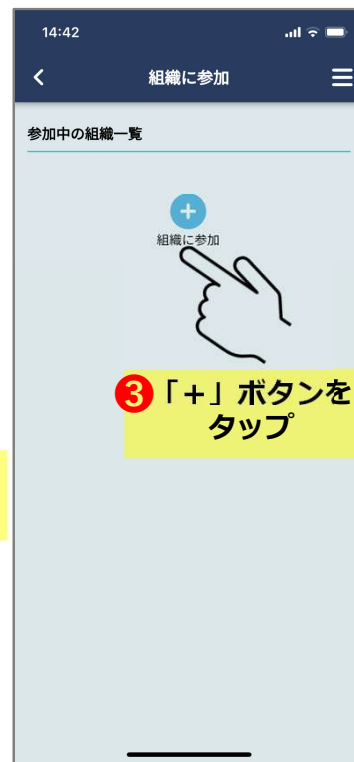 14:42
組織に参加
参加中の組織一覧
+
組織に参加
3「+」ボタンを
タップ